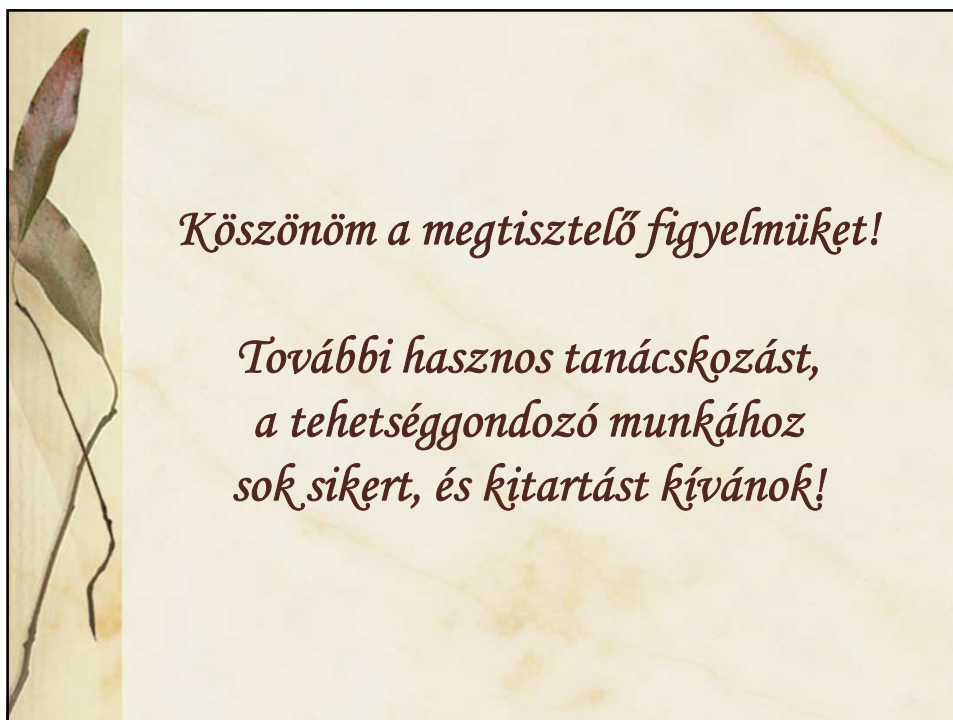 Köszönöm a megtisztelő figyelmüket!
További hasznos tanácskozást,
a tehetséggondozó munkához
sok sikert, és kitartást kívánok!